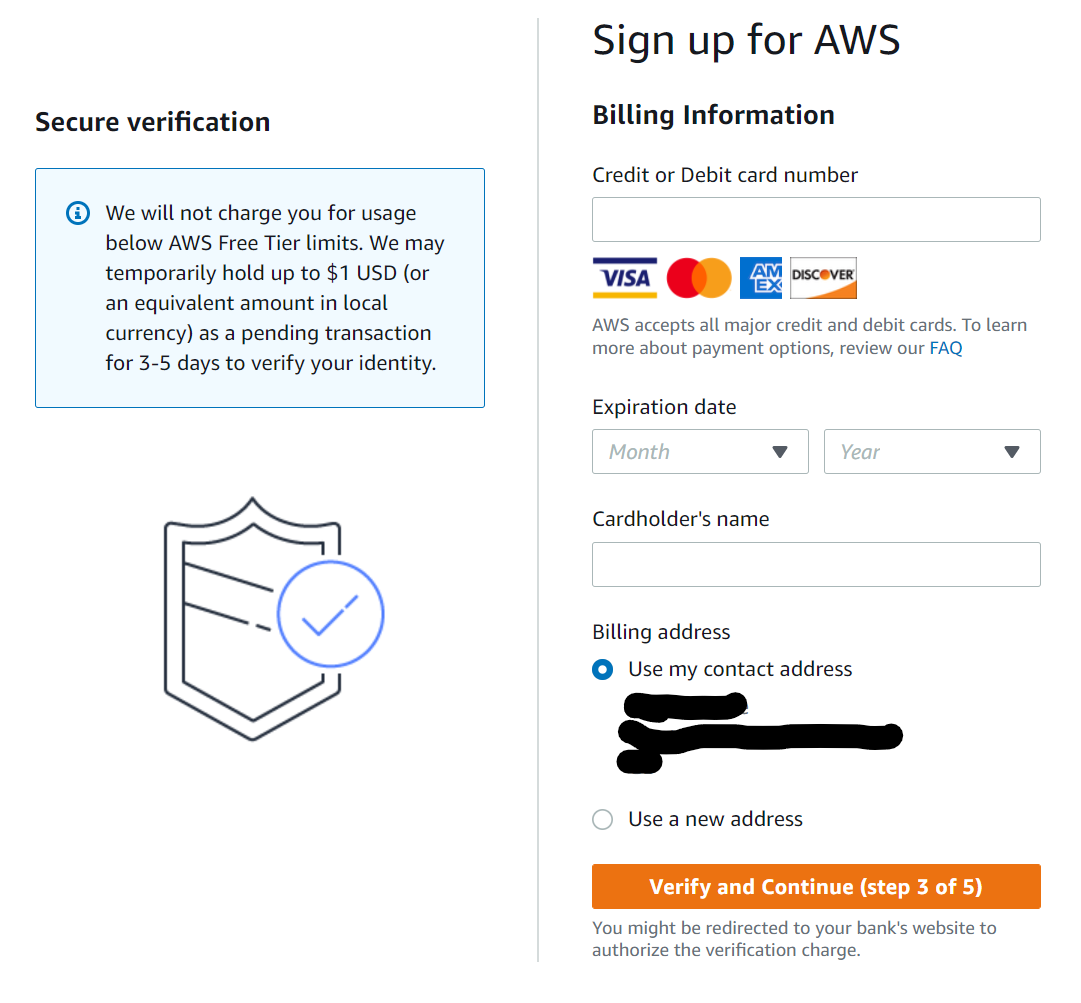 Secure verification
We will not charge you for usage
below AWS Free Tier limits. We may
temporarily hold up to $1 USD (or
an equivalent amount in local
currency) as a pending transaction
for 3-5 days to verify your identity.
Sign up for AWS
Billing Information
Credit or Debit card number
VISA AM EX DISCOVER
AWS accepts all major credit and debit cards. To learn
more about payment options, review our FAQ
Expiration date
Month Year
Cardholder's name
Billing address
Use my contact address
Use a new address
Verify and Continue (step 3 of 5)
You might be redirected to your bank's website to
authorize the verification charge.